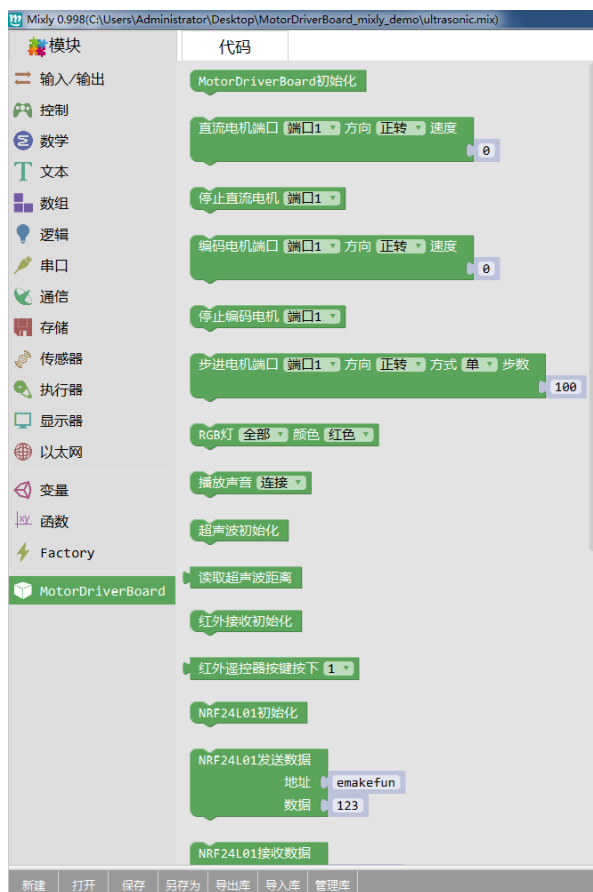 Mixly 0.998(C:\Users\Administrator\Desktop\MotorDriverBoard_mixly_demo\ultrasonic.mix)
模块
代码
输入/输出
控制
数学
文本
数组
逻辑
串口
通信
存储
传感器
执行器
显示器
以太网
变量
函数
Factory
MotorDriverBoard
MotorDriverBoard初始化
直流电机端口 端口1 方向 正转 速度
0
停止直流电机 端口1
编码电机端口 端口1 方向 正转 速度
0
停止编码电机 端口1
步进电机端口 端口1 方向 正转 方式 单 步数
100
RGB灯 全部 颜色 红色
播放声音 连接
超声波初始化
读取超声波距离
红外接收初始化
红外遥控器按键按下 1
NRF24L01初始化
NRF24L01发送数据
地址 emakefun
数据 123
NRF24L01接收数据
新建 打开 保存 另存为 导出库 导入库 管理库